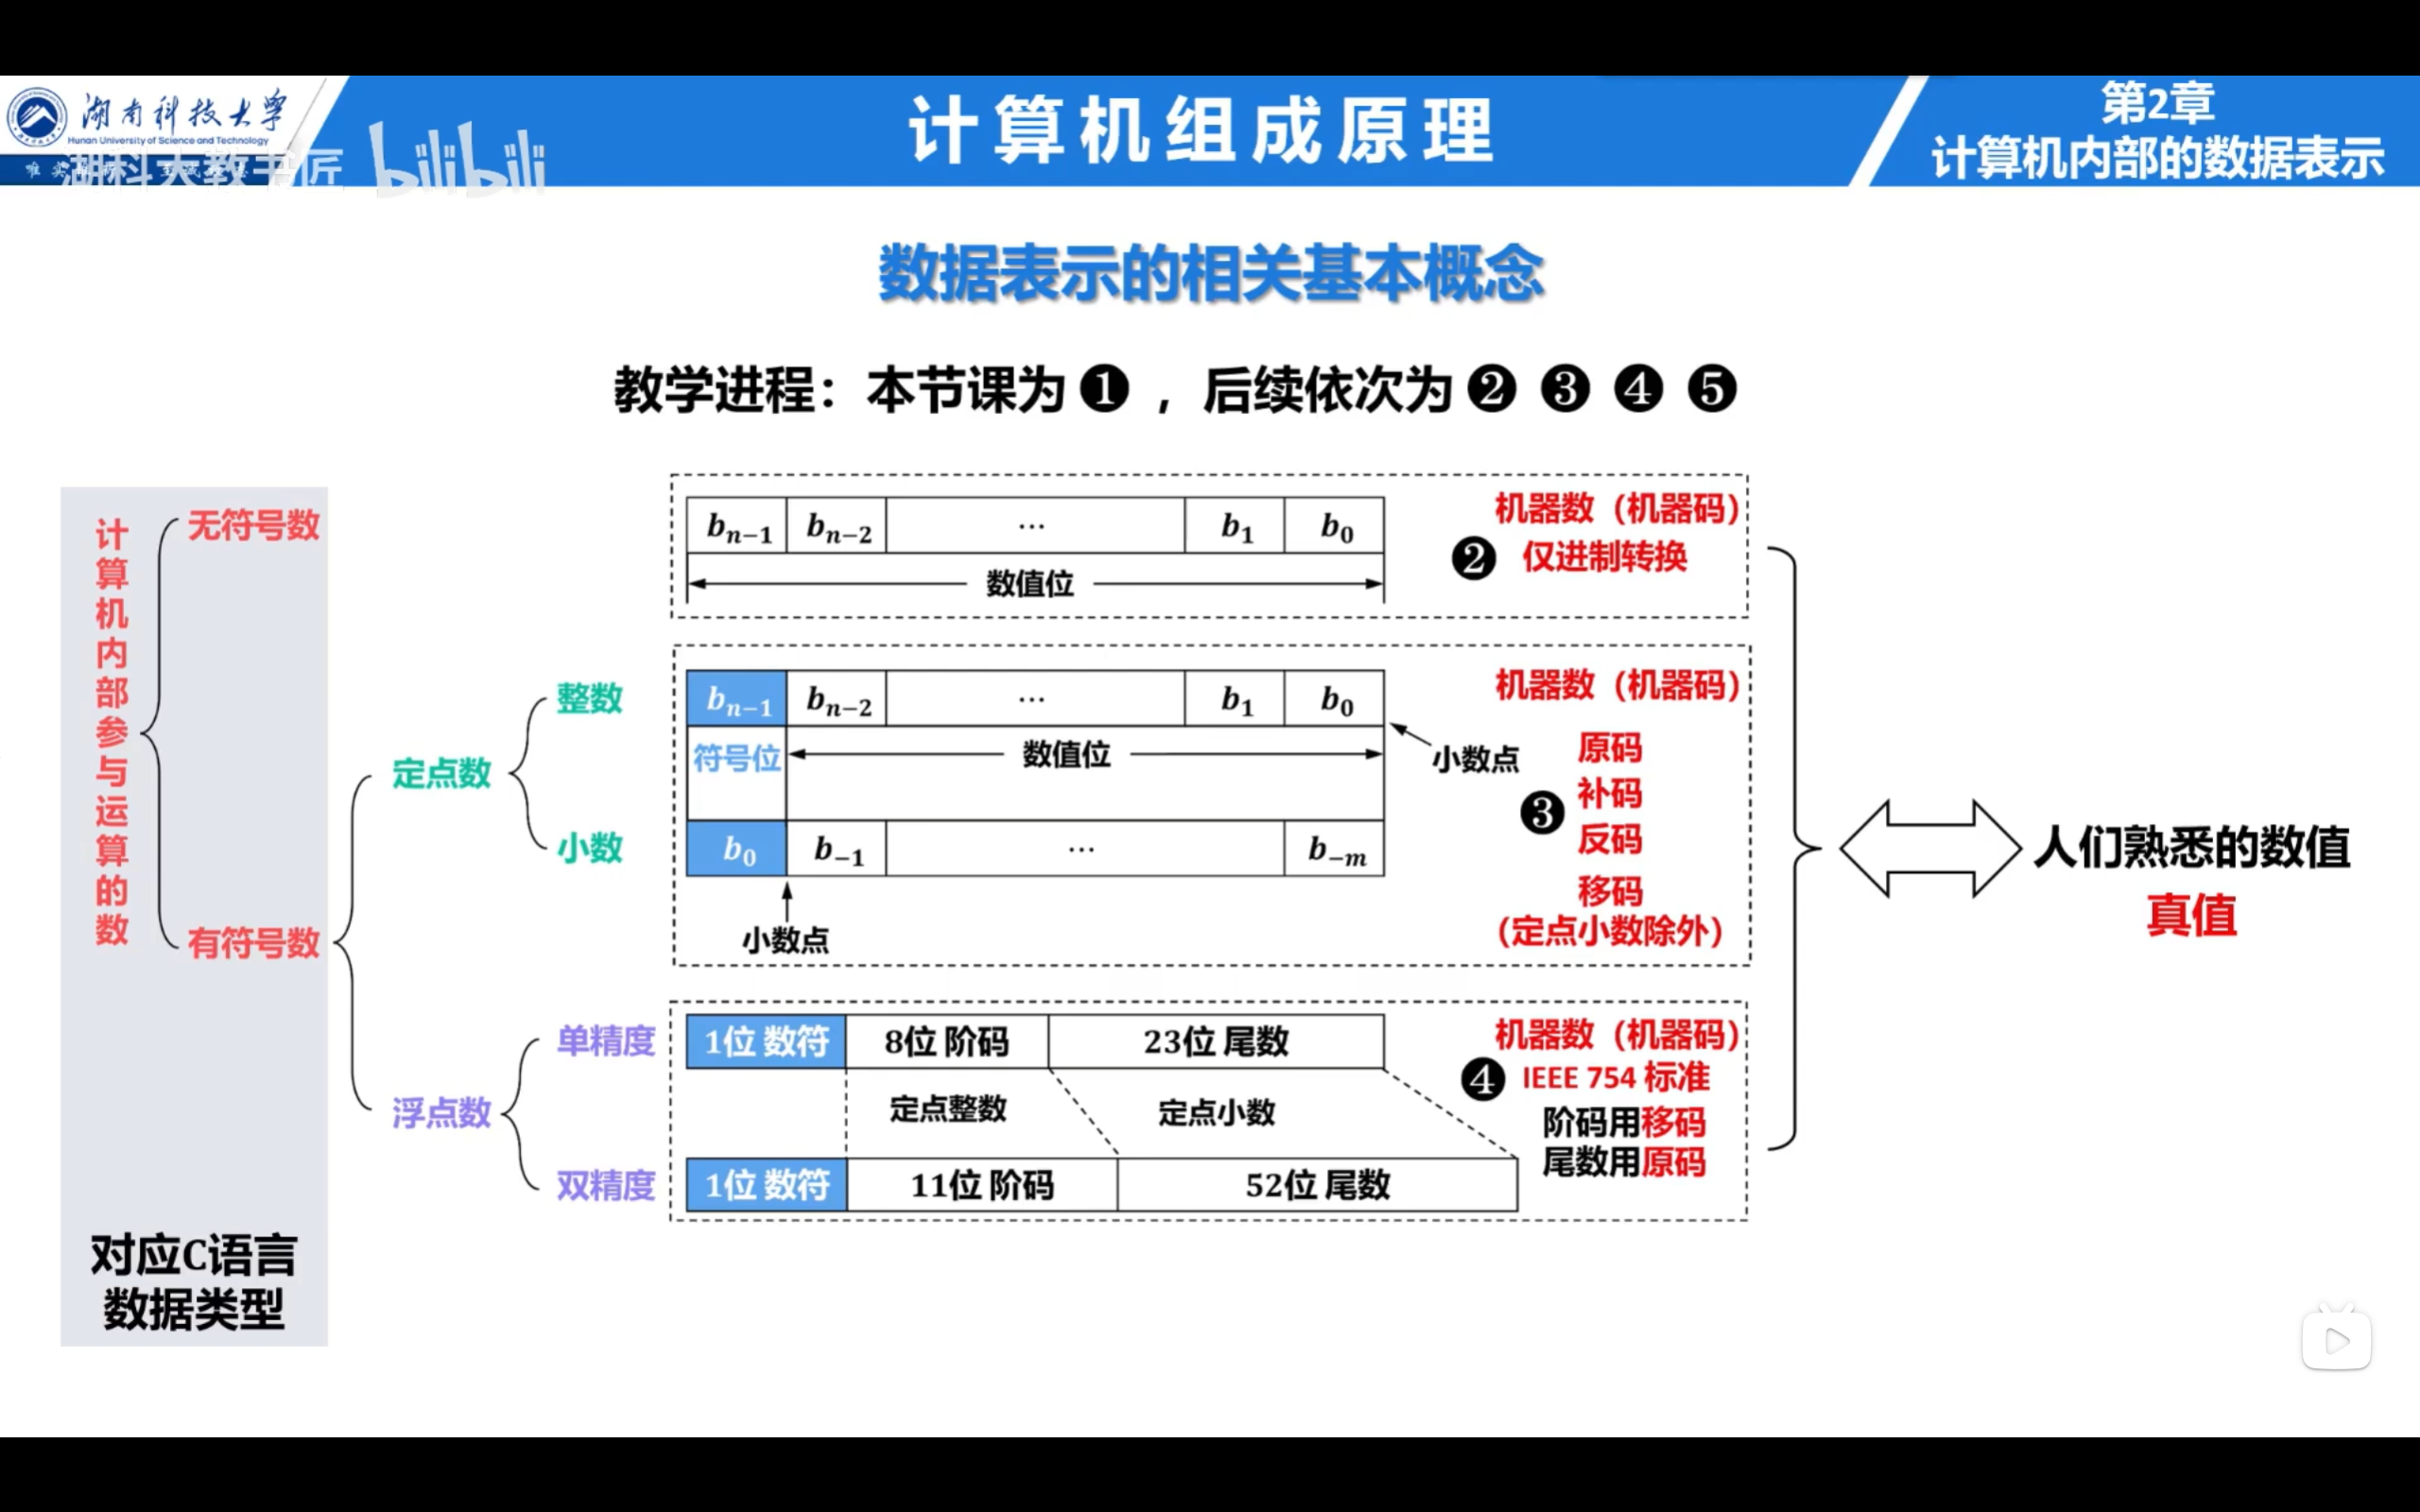 湖南科技大学
Hunan University of Science and Technology
湖科大教书匠
bilibili
计算机组成原理
第2章
计算机内部的数据表示
数据表示的相关基本概念
教学进程：本节课为 ❶ ，后续依次为 ❷ ❸ ❹ ❺
计算机内部参与运算的数
无符号数
有符号数
对应C语言
数据类型
定点数
浮点数
整数
小数
单精度
双精度
bn−1 bn−2 ⋯ b1 b0
数值位
机器数（机器码）
❷ 仅进制转换
bn−1 bn−2 ⋯ b1 b0
符号位 数值位
小数点
b0 b−1 ⋯ b−m
小数点
机器数（机器码）
❸
原码
补码
反码
移码
（定点小数除外）
1位 数符 8位 阶码 23位 尾数
定点整数 定点小数
1位 数符 11位 阶码 52位 尾数
机器数（机器码）
❹ IEEE 754 标准
阶码用移码
尾数用原码
人们熟悉的数值
真值